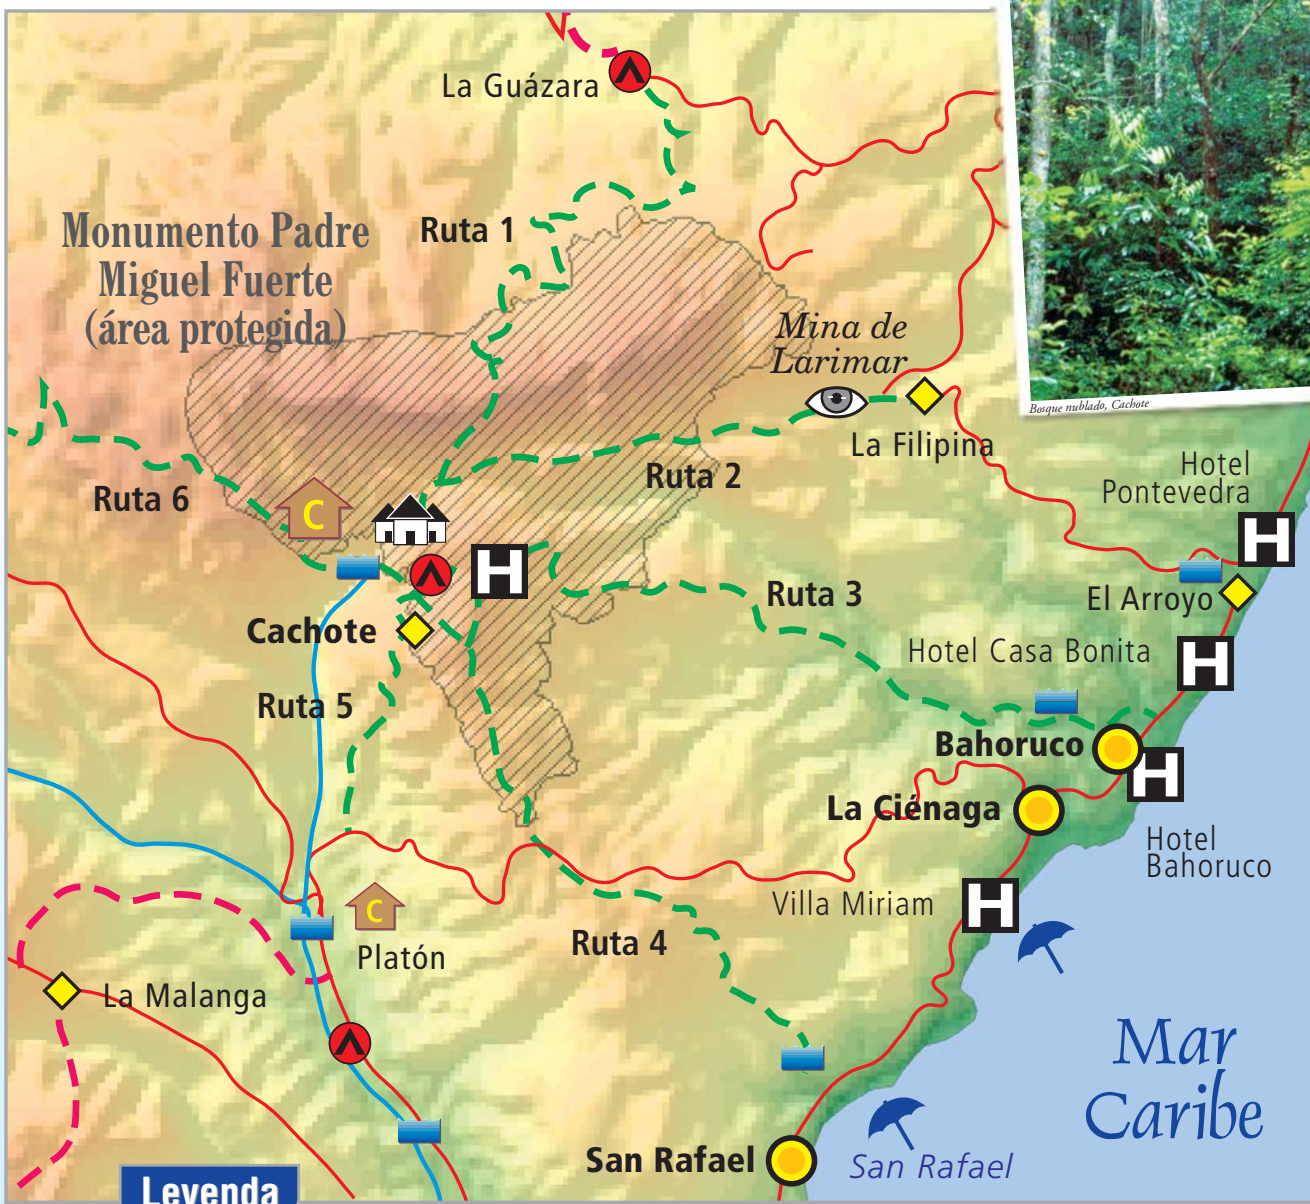 La Guázara
Monumento Padre
Miguel Fuerte
(área protegida)
Ruta 1
Mina de
Larimar
Bosque nublado, Cachote
La Filipina
Ruta 2
Hotel
Pontevedra
Ruta 6
C
H
H
Ruta 3
El Arroyo
Cachote
Hotel Casa Bonita
H
Ruta 5
Bahoruco
H
La Ciénaga
Hotel
Bahoruco
C
Villa Miriam
H
Ruta 4
Platón
La Malanga
Mar
Caribe
San Rafael
San Rafael
Leyenda